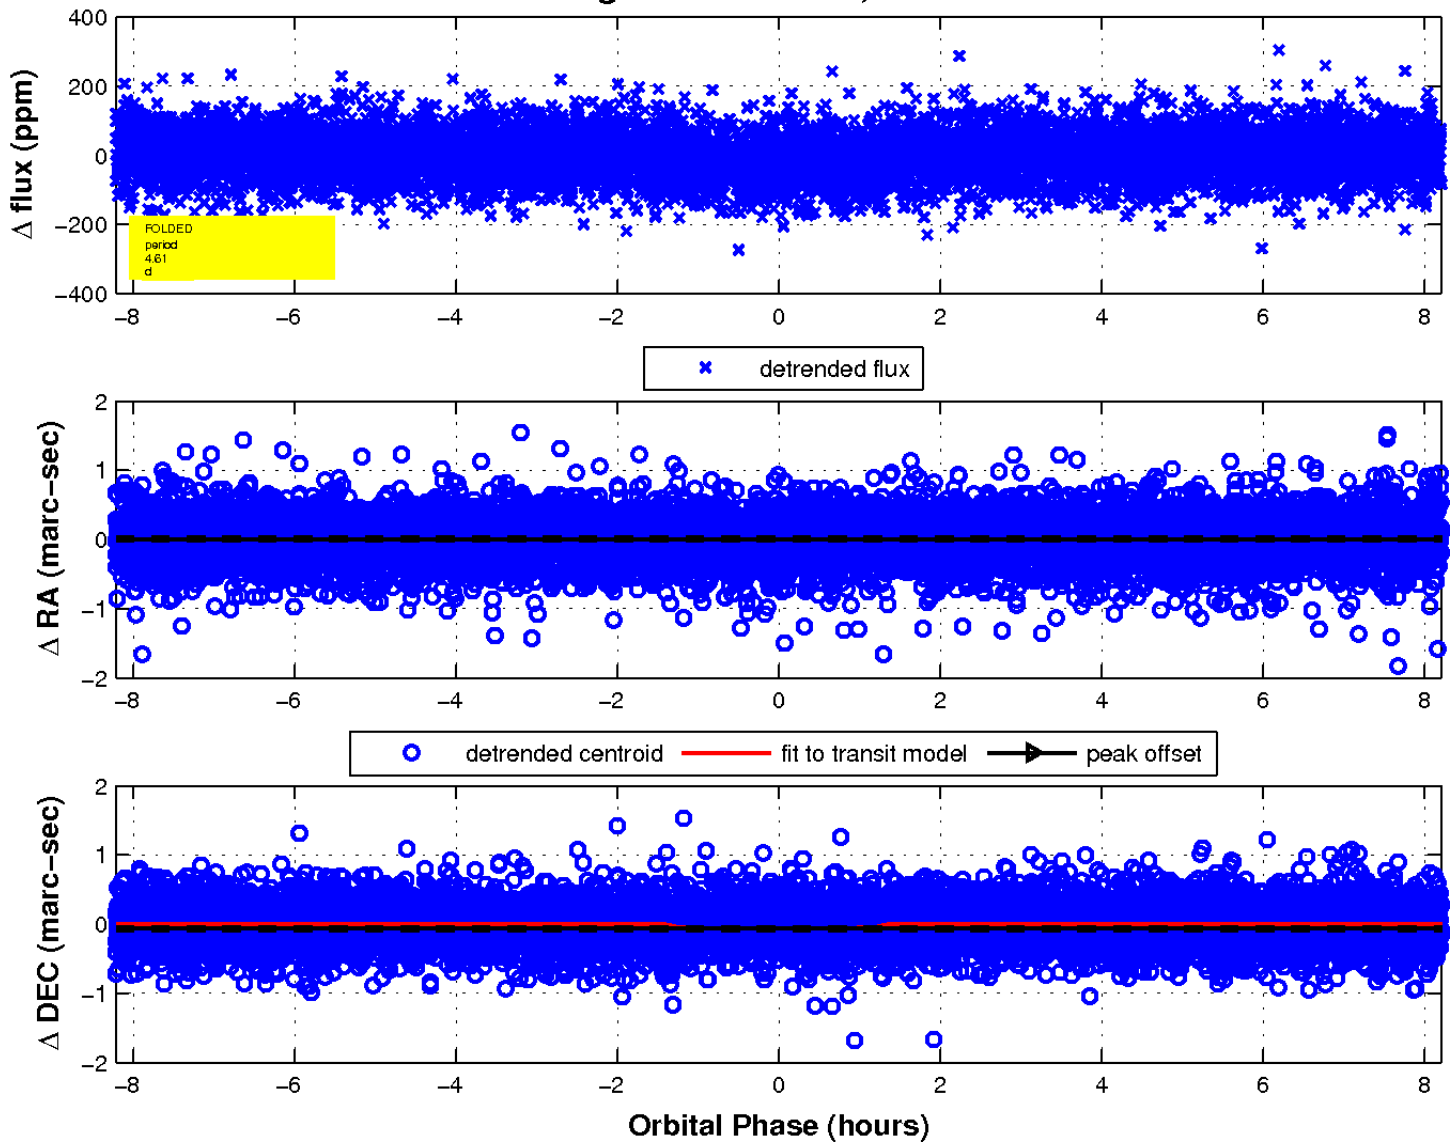 400
200
0
−200
−400
Δ flux (ppm)
FOLDED
period
4.61
d
−8 −6 −4 −2 0 2 4 6 8
detrended flux
2
1
0
−1
−2
Δ RA (marc−sec)
−8 −6 −4 −2 0 2 4 6 8
detrended centroid fit to transit model peak offset
2
1
0
−1
−2
Δ DEC (marc−sec)
−8 −6 −4 −2 0 2 4 6 8
Orbital Phase (hours)